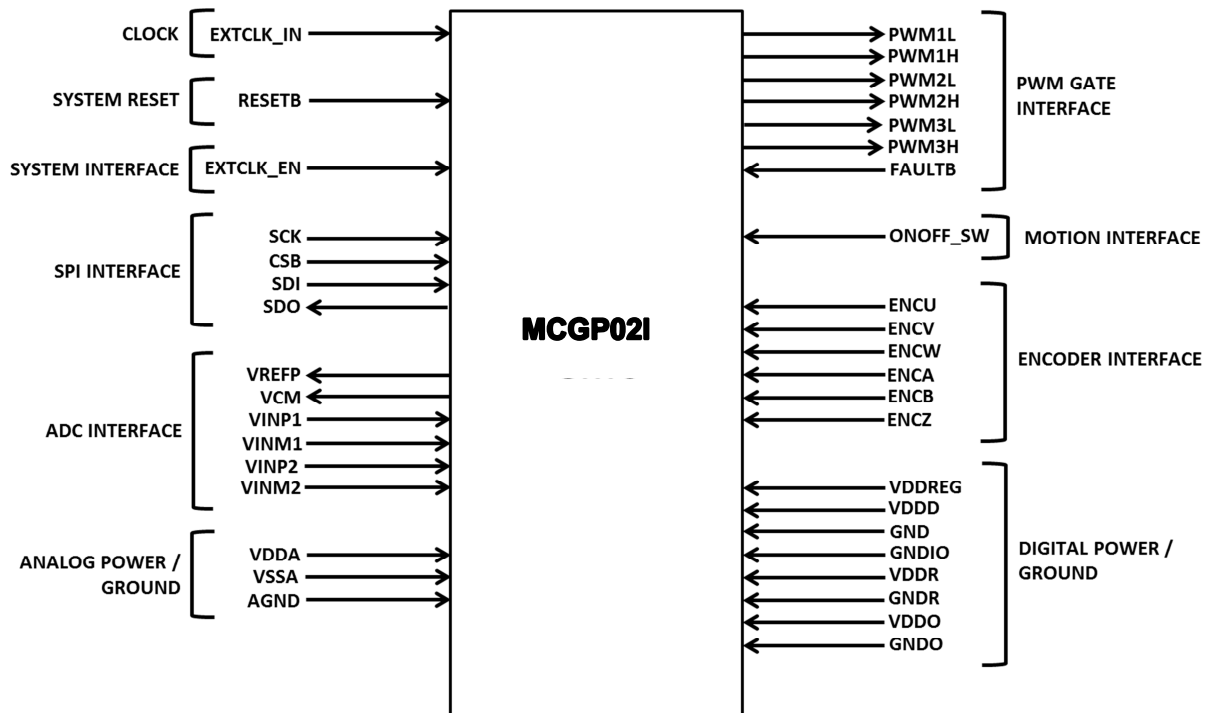 CLOCK
EXTCLK_IN
SYSTEM RESET
RESETB
SYSTEM INTERFACE
EXTCLK_EN
SPI INTERFACE
SCK
CSB
SDI
SDO
ADC INTERFACE
VREFP
VCM
VINP1
VINM1
VINP2
VINM2
ANALOG POWER /
GROUND
VDDA
VSSA
AGND
MCGP02I
PWM1L
PWM1H
PWM2L
PWM2H
PWM3L
PWM3H
FAULTB
PWM GATE
INTERFACE
ONOFF_SW
MOTION INTERFACE
ENCU
ENCV
ENCW
ENCA
ENCB
ENCZ
ENCODER INTERFACE
VDDREG
VDDD
GND
GNDIO
VDDR
GNDR
VDDO
GNDO
DIGITAL POWER /
GROUND